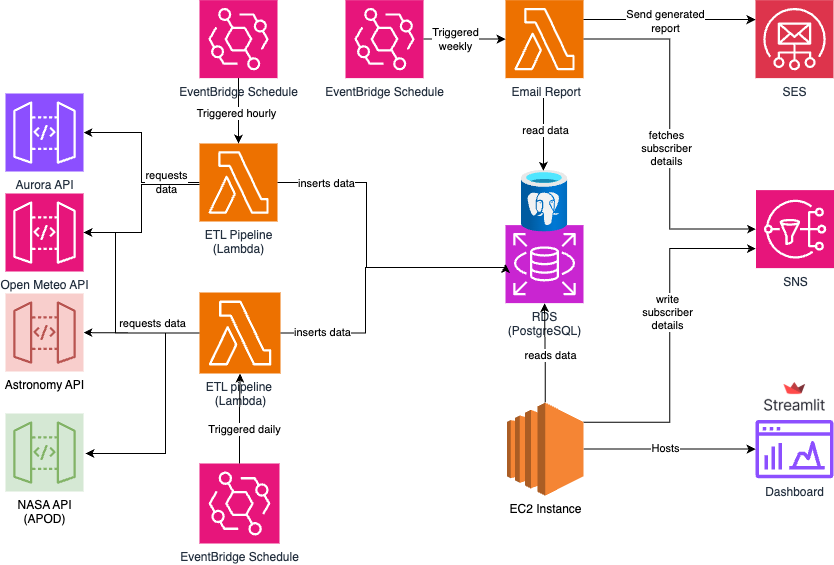 EventBridge Schedule
EventBridge Schedule
Triggered
weekly
Email Report
Send generated
report
SES
Triggered hourly
read data
fetches
subscriber
details
Aurora API
requests
data
ETL Pipeline
(Lambda)
inserts data
Open Meteo API
SNS
requests data
inserts data
write
subscriber
details
RDS
(PostgreSQL)
reads data
Astronomy API
ETL pipeline
(Lambda)
Triggered daily
Streamlit
Hosts
Dashboard
NASA API
(APOD)
EC2 Instance
EventBridge Schedule